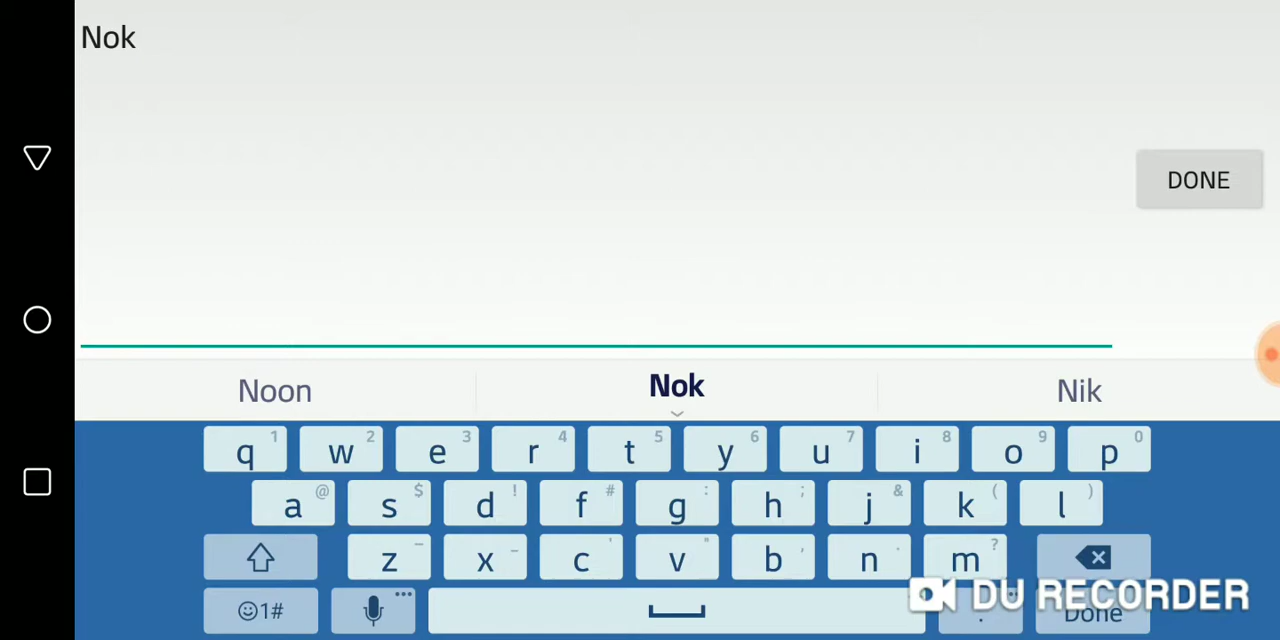 Nok
DONE
Noon Nok Nik
q 1 w 2 e 3 r 4 t 5 y 6 u 7 i 8 o 9 p 0
a @ s $ d ! f # g : h ; j & k ( l )
z – x _ c ' v " b , n . m ?
☺1# . Done
DU RECORDER